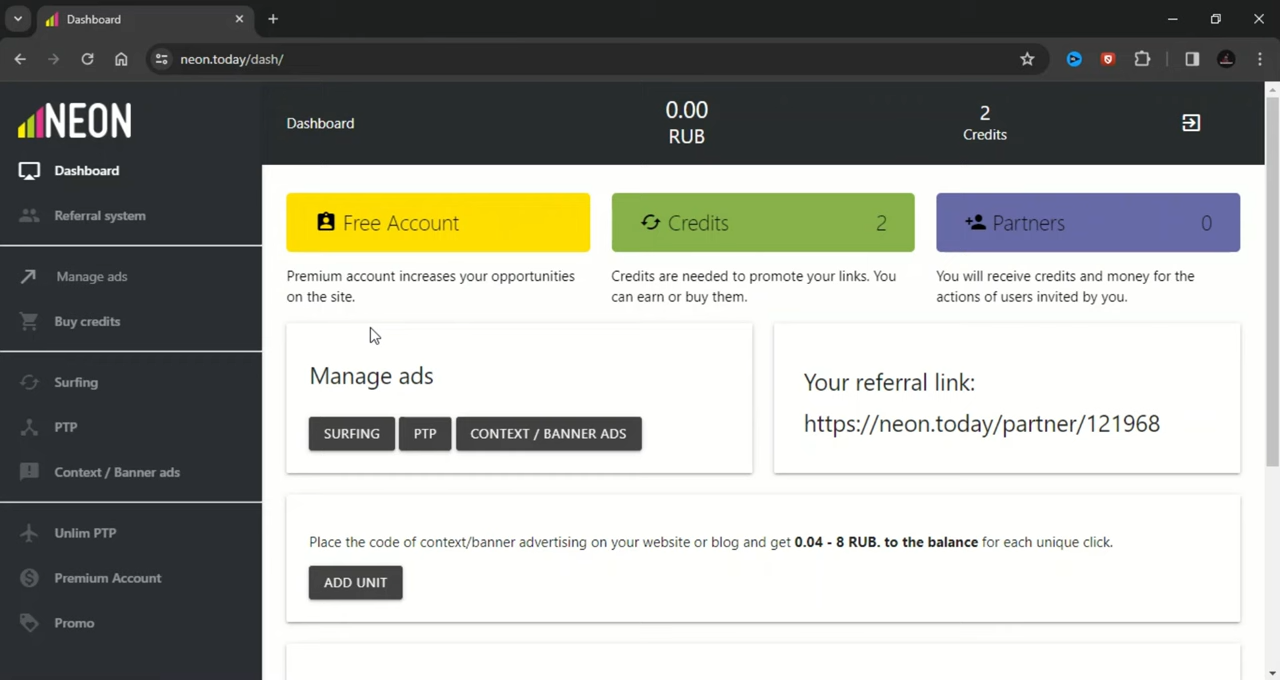 Dashboard
neon.today/dash/
NEON
Dashboard
Referral system
Manage ads
Buy credits
Surfing
PTP
Context / Banner ads
Unlim PTP
Premium Account
Promo
Dashboard
0.00
RUB
2
Credits
Free Account
Premium account increases your opportunities
on the site.
Credits 2
Credits are needed to promote your links. You
can earn or buy them.
Partners 0
You will receive credits and money for the
actions of users invited by you.
Manage ads
SURFING PTP CONTEXT / BANNER ADS
Your referral link:
https://neon.today/partner/121968
Place the code of context/banner advertising on your website or blog and get 0.04 - 8 RUB. to the balance for each unique click.
ADD UNIT